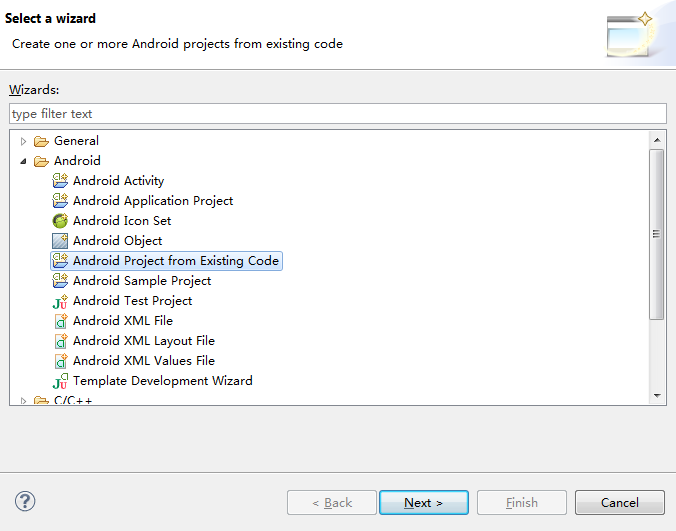 Select a wizard
Create one or more Android projects from existing code
Wizards:
type filter text
General
Android
Android Activity
Android Application Project
Android Icon Set
Android Object
Android Project from Existing Code
Android Sample Project
Android Test Project
Android XML File
Android XML Layout File
Android XML Values File
Template Development Wizard
C/C++
< Back
Next >
Finish
Cancel